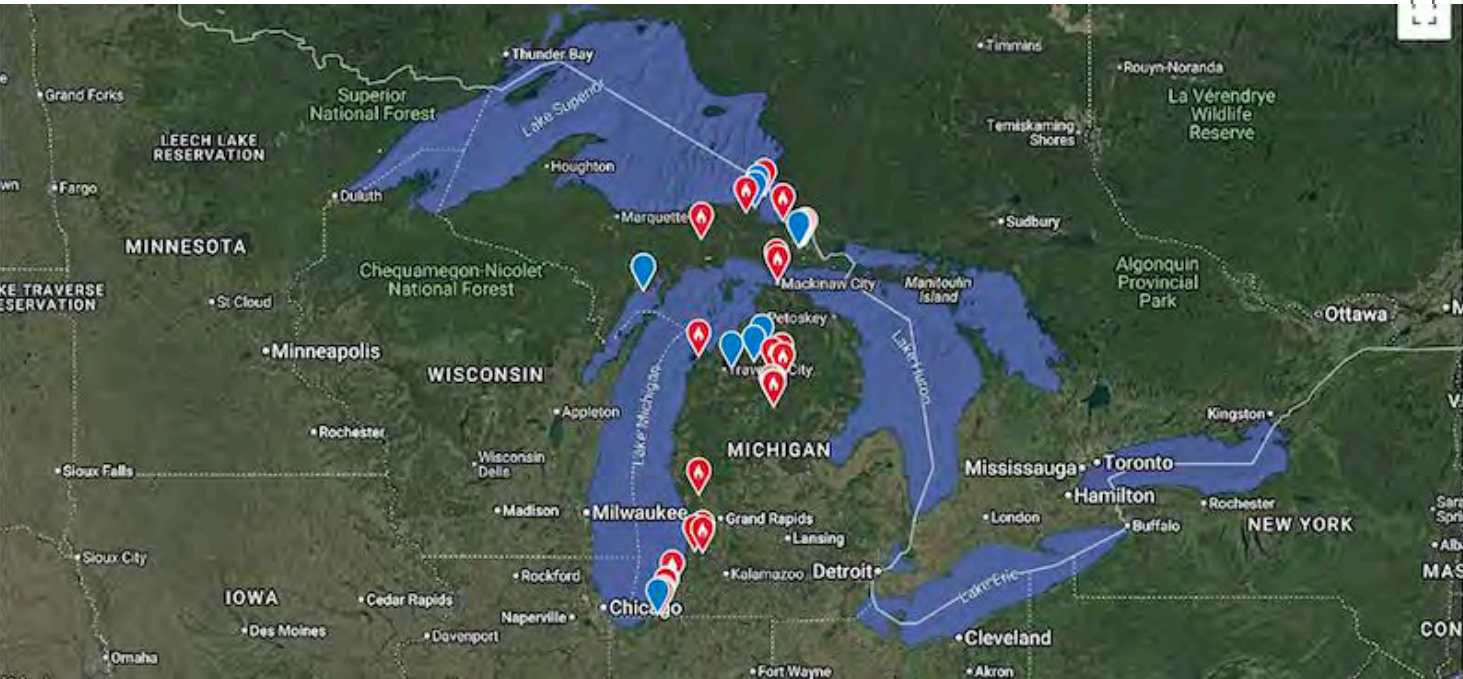 Thunder Bay
Timmins
Rouyn-Noranda
Grand Forks
Superior
National Forest
La Vérendrye
Wildlife
Reserve
Lake Superior
LEECH LAKE
RESERVATION
Temiskaming
Shores
Houghton
wn
Fargo
Duluth
Marquette
Sudbury
MINNESOTA
Chequamegon-Nicolet
National Forest
Algonquin
Provincial
Park
KE TRAVERSE
ESERVATION
St Cloud
Mackinaw City
Manitoulin
Island
Petoskey
Ottawa
M
Minneapolis
Lake Huron
WISCONSIN
Lake Michigan
City
Appleton
Kingston
Rochester
MICHIGAN
Wisconsin
Dells
Sioux Falls
Mississauga
Toronto
Hamilton
Rochester
Madison
Milwaukee
Grand Rapids
London
Buffalo
NEW YORK
Lansing
Sioux City
Rockford
Kalamazoo
Detroit
Lake Erie
MAS
IOWA
Cedar Rapids
Chicago
Naperville
Des Moines
Davenport
Cleveland
CON
Omaha
Fort Wayne
Akron